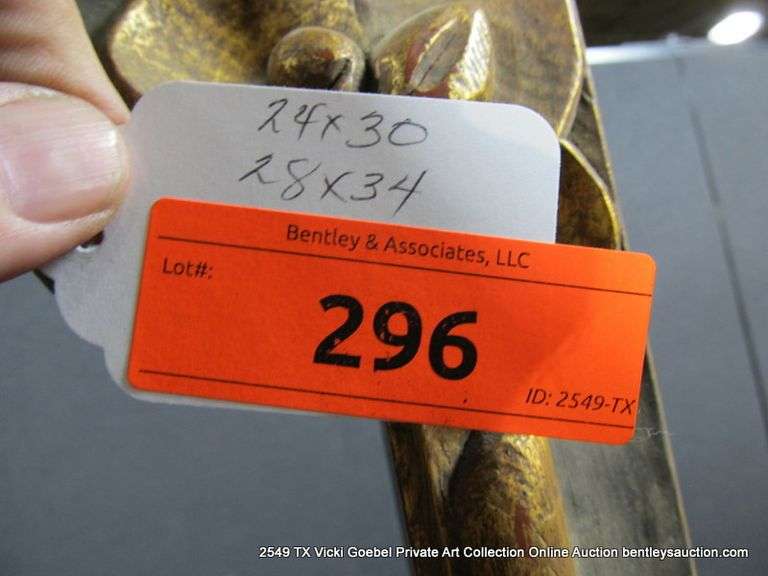 24x30
28x34
Bentley & Associates, LLC
Lot#:
296
ID: 2549-TX
2549 TX Vicki Goebel Private Art Collection Online Auction bentleysauction.com